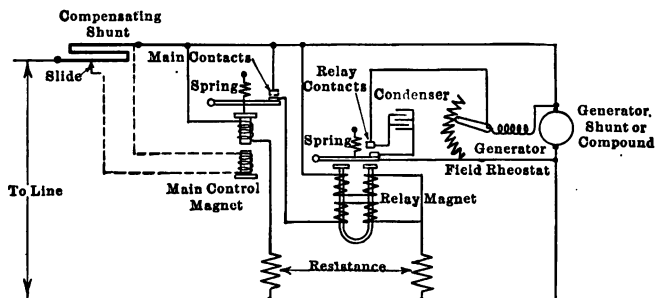 Compensating
Shunt
Main Contacts
Relay
Contacts
Condenser
Slide
Spring
Spring
Generator,
Shunt or
Compound
Generator
Field Rheostat
To Line
Main Control
Magnet
Relay Magnet
Resistance